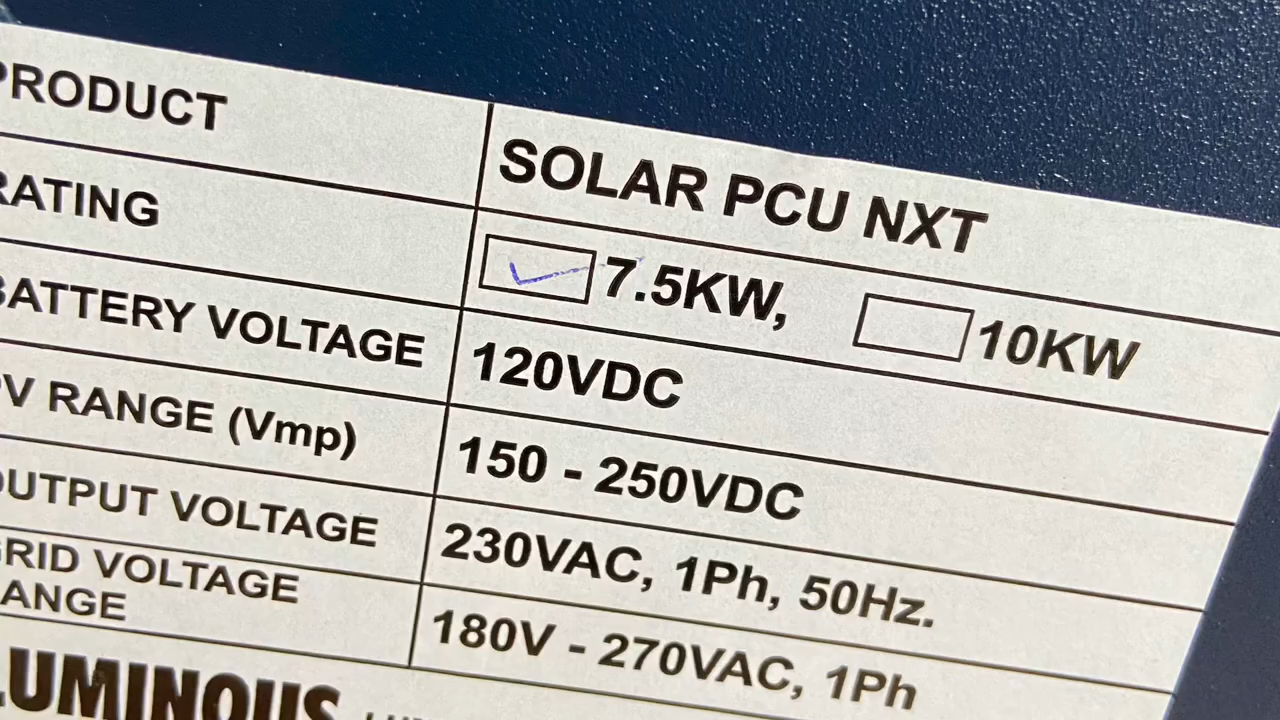 PRODUCT SOLAR PCU NXT
RATING 7.5KW, 10KW
BATTERY VOLTAGE 120VDC
PV RANGE (Vmp) 150 - 250VDC
OUTPUT VOLTAGE 230VAC, 1Ph, 50Hz.
GRID VOLTAGE
RANGE 180V - 270VAC, 1Ph
LUMINOUS